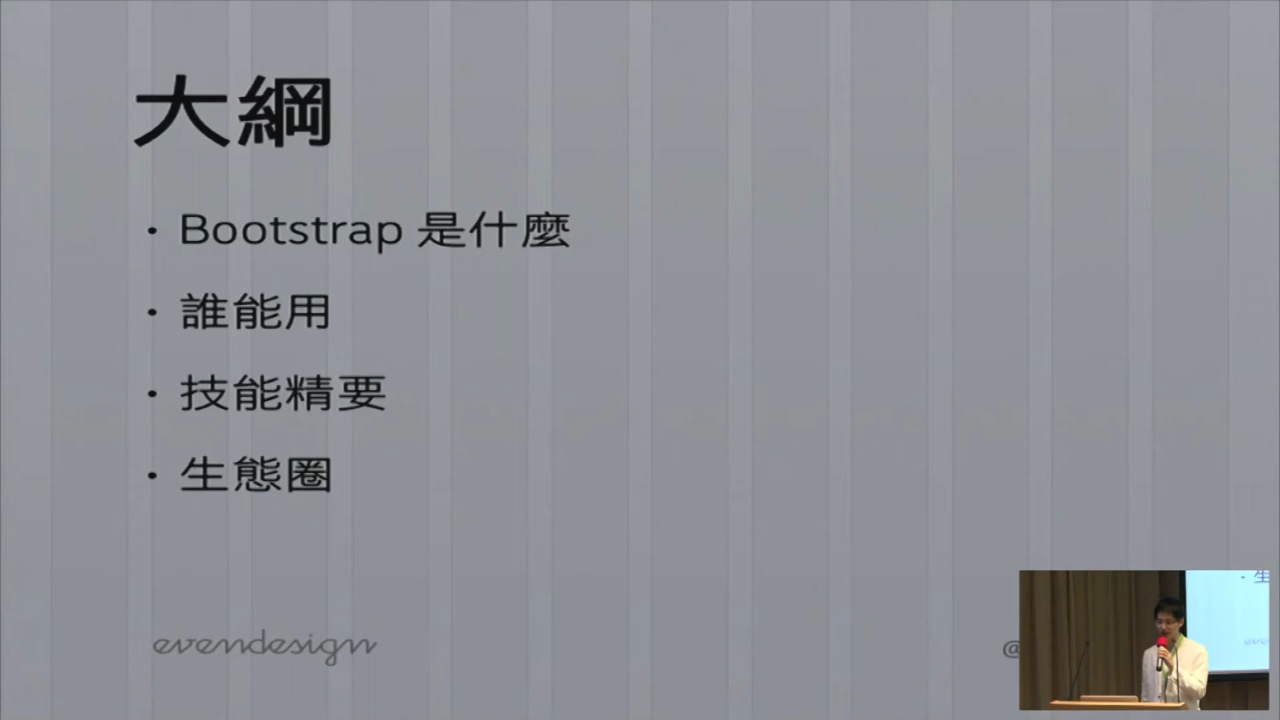 大綱
• Bootstrap 是什麼
• 誰能用
• 技能精要
• 生態圈
evendesign
@